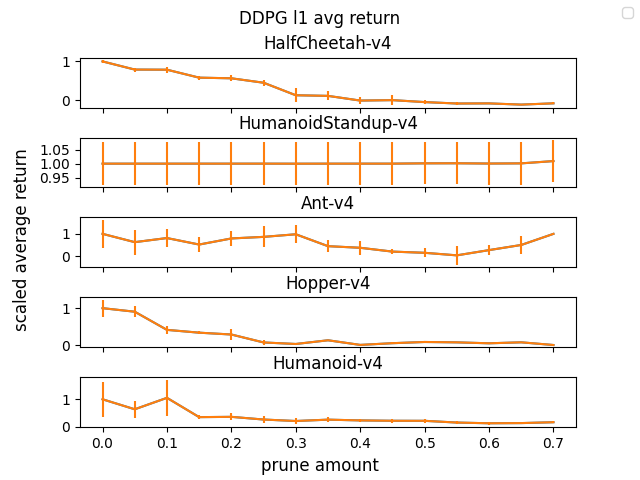 DDPG l1 avg return
HalfCheetah-v4
1
0
HumanoidStandup-v4
1.05
1.00
0.95
Ant-v4
1
0
Hopper-v4
1
0
Humanoid-v4
1
0
0.0 0.1 0.2 0.3 0.4 0.5 0.6 0.7
prune amount
scaled average return